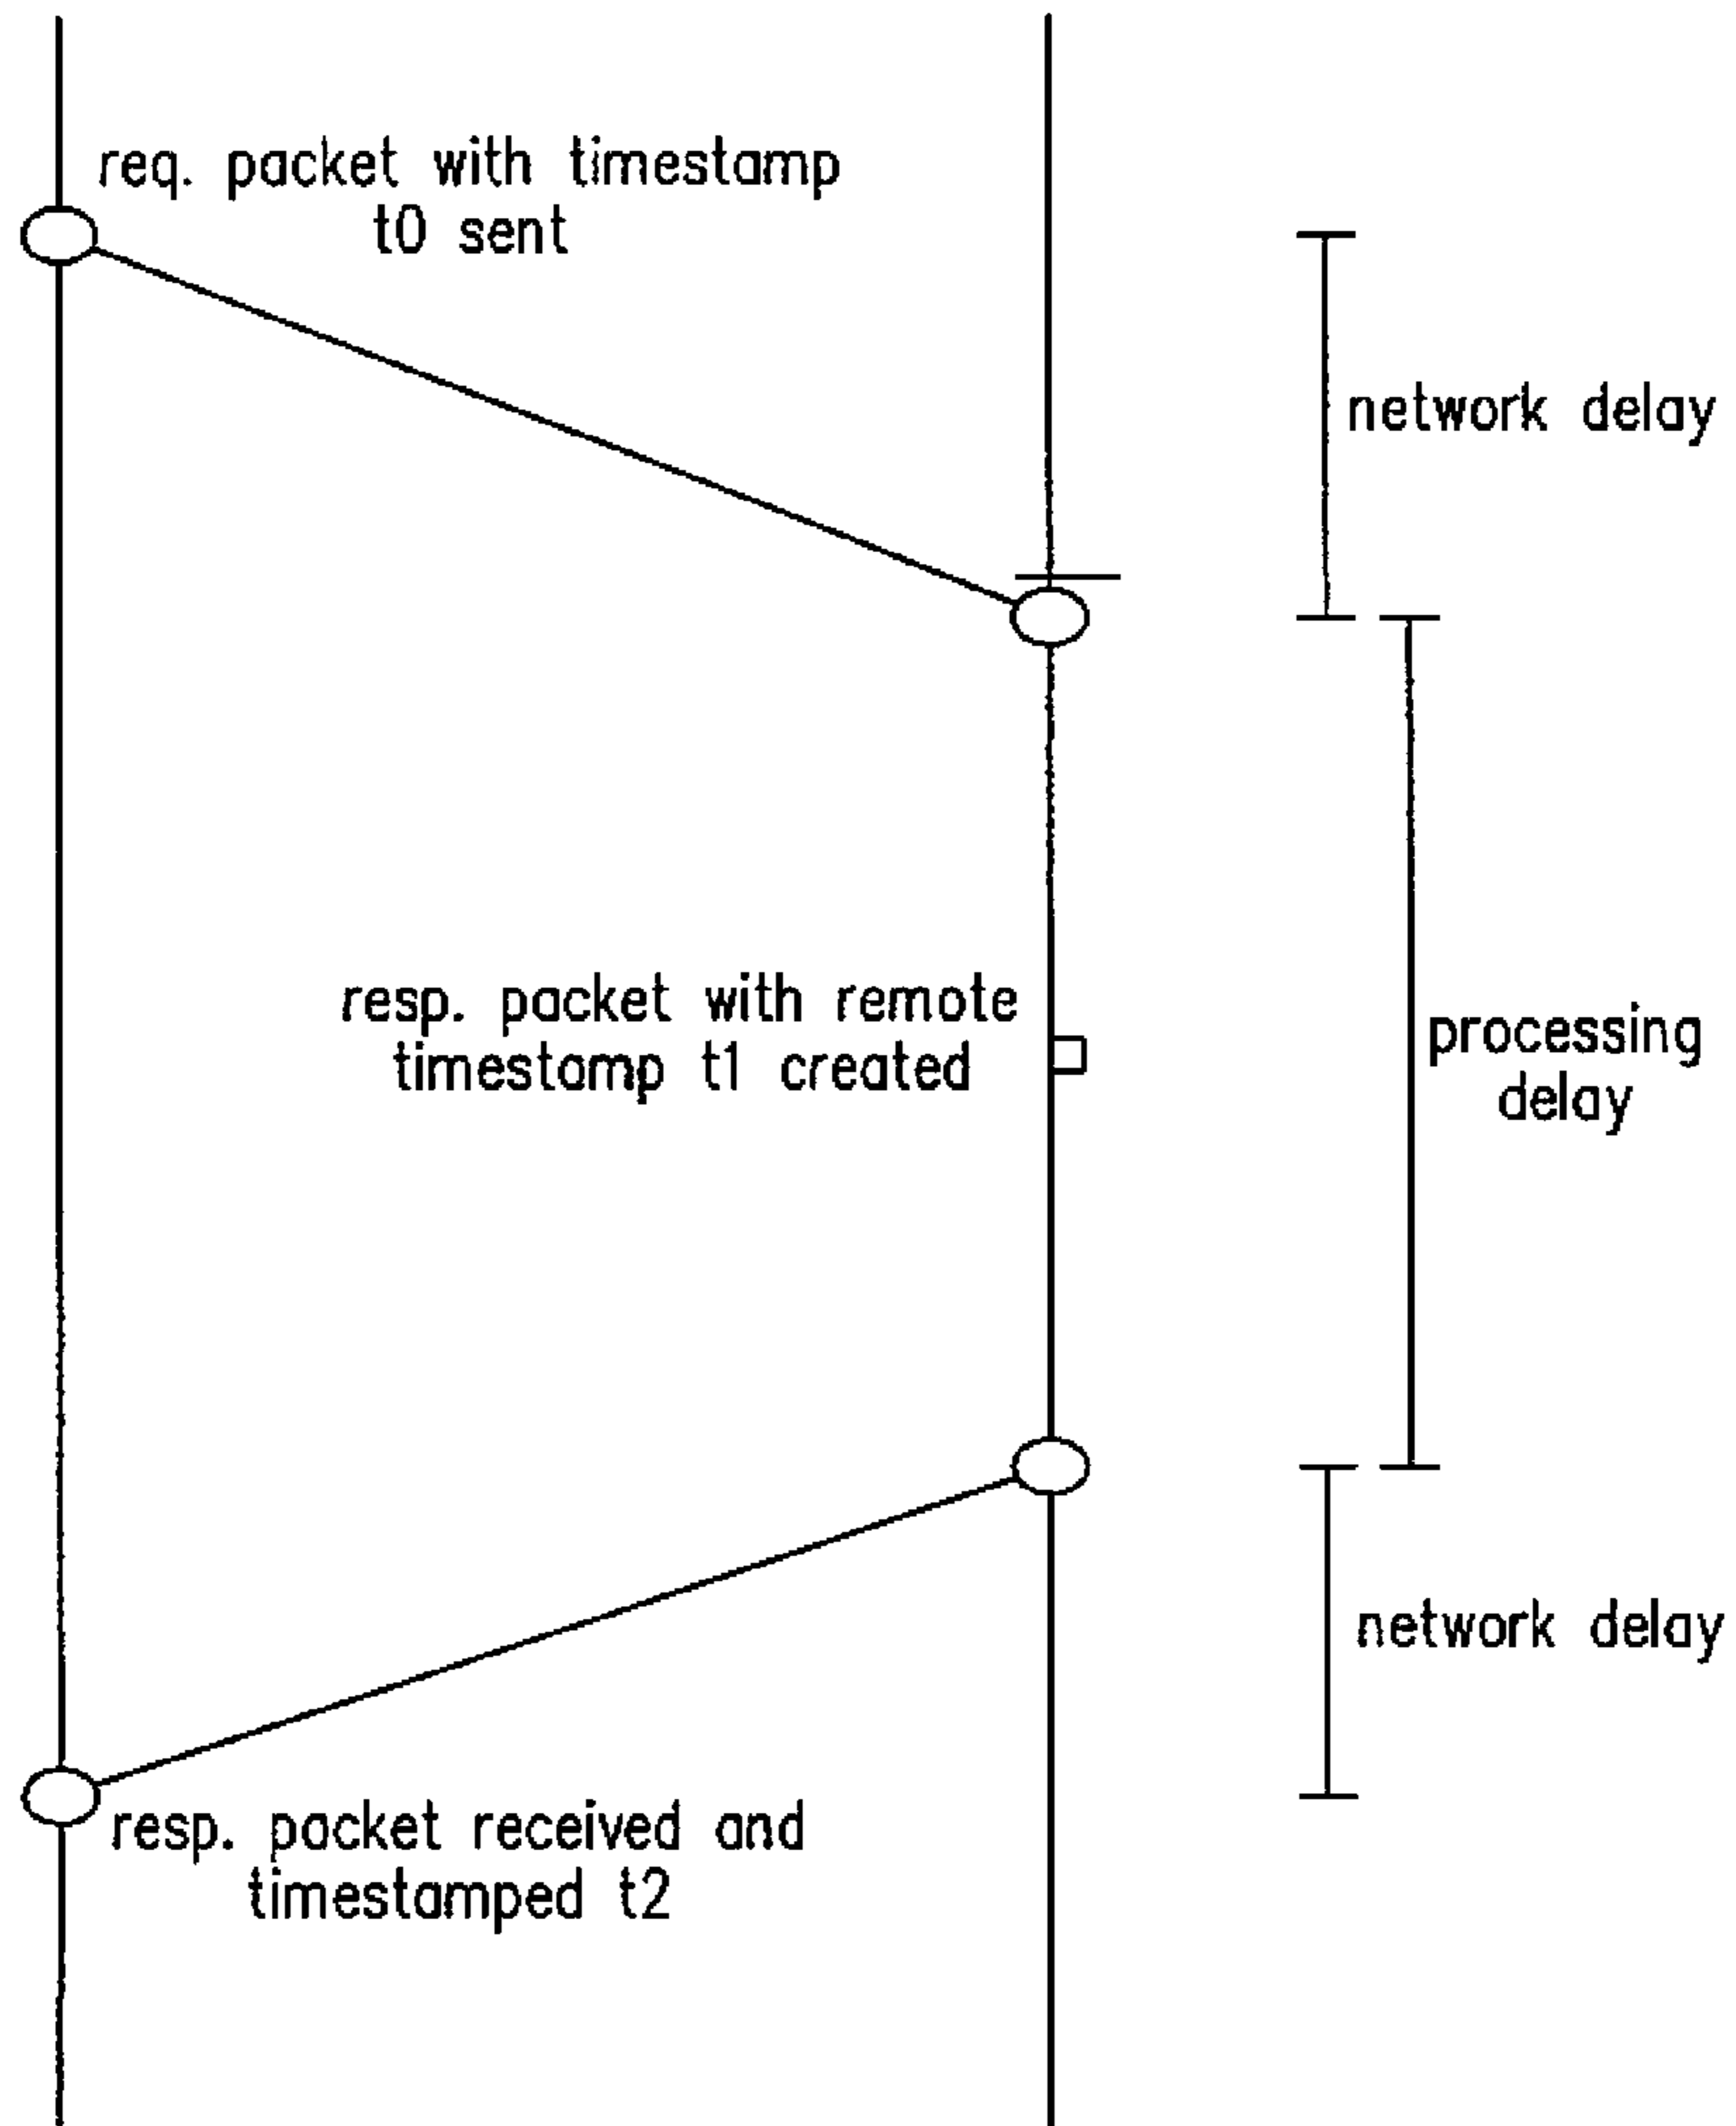 req. packet with timestamp
t0 sent
network delay
resp. packet with remote
timestamp t1 created
processing
delay
network delay
resp. packet received and
timestamped t2